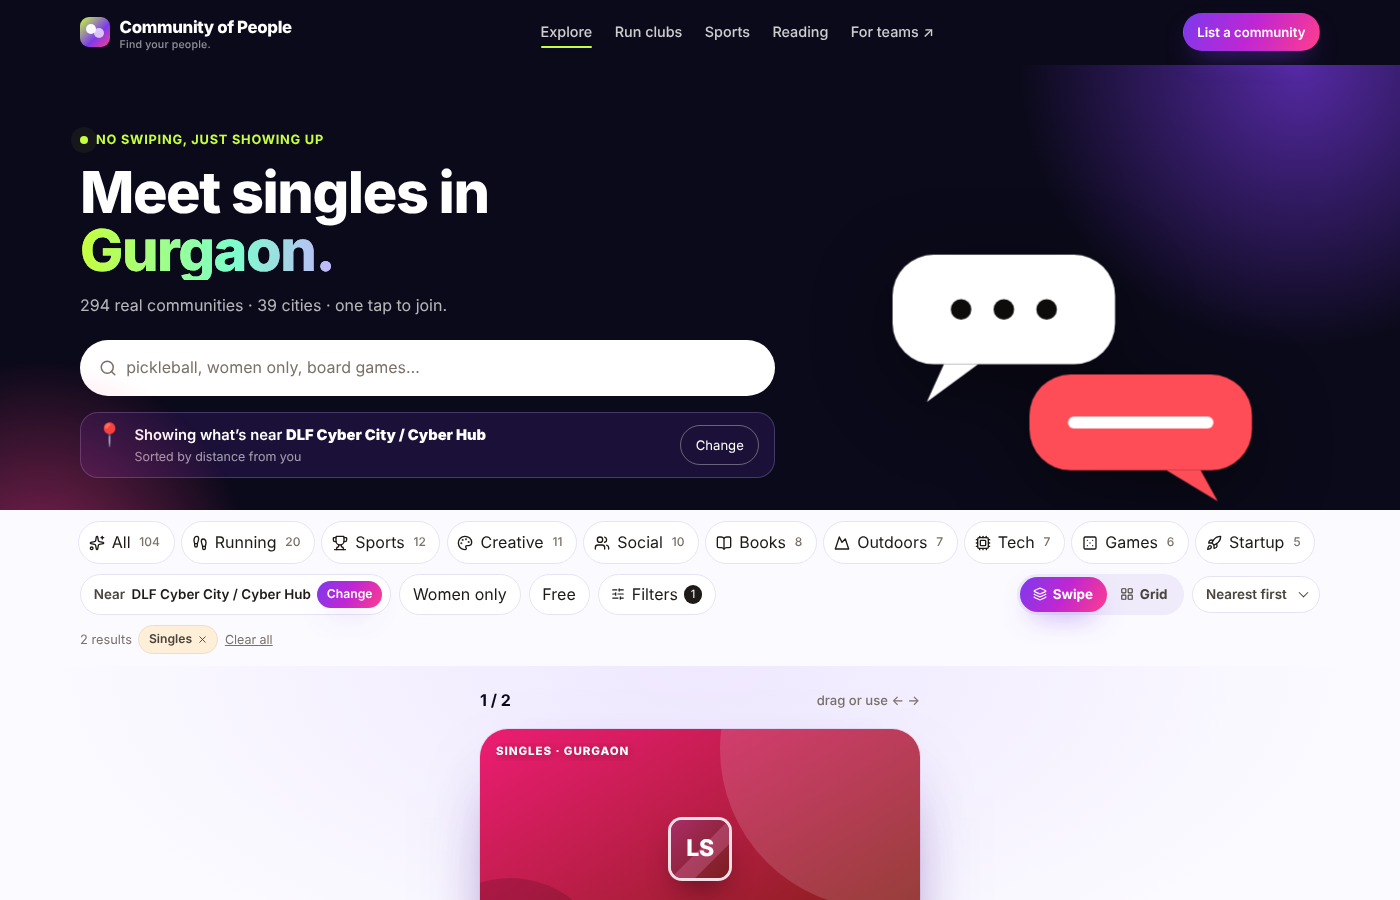 Community of People
Find your people.
Explore
Run clubs
Sports
Reading
For teams ↗
List a community
NO SWIPING, JUST SHOWING UP
Meet singles in
Gurgaon.
294 real communities · 39 cities · one tap to join.
pickleball, women only, board games...
Showing what’s near DLF Cyber City / Cyber Hub
Sorted by distance from you
Change
All 104
Running 20
Sports 12
Creative 11
Social 10
Books 8
Outdoors 7
Tech 7
Games 6
Startup 5
Near DLF Cyber City / Cyber Hub Change
Women only
Free
Filters 1
Swipe
Grid
Nearest first
2 results
Singles ×
Clear all
1 / 2
drag or use ← →
SINGLES · GURGAON
LS